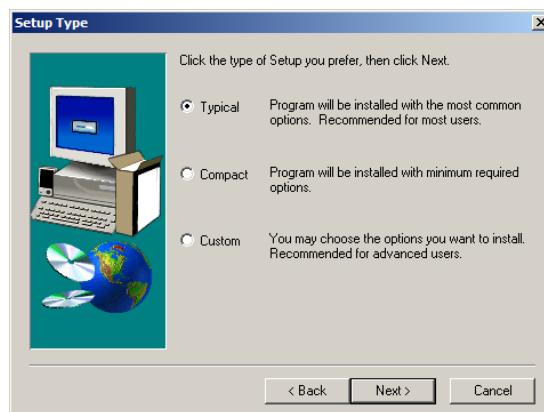 Setup Type
Click the type of Setup you prefer, then click Next.
Typical Program will be installed with the most common
options. Recommended for most users.
Compact Program will be installed with minimum required
options.
Custom You may choose the options you want to install.
Recommended for advanced users.
< Back Next > Cancel